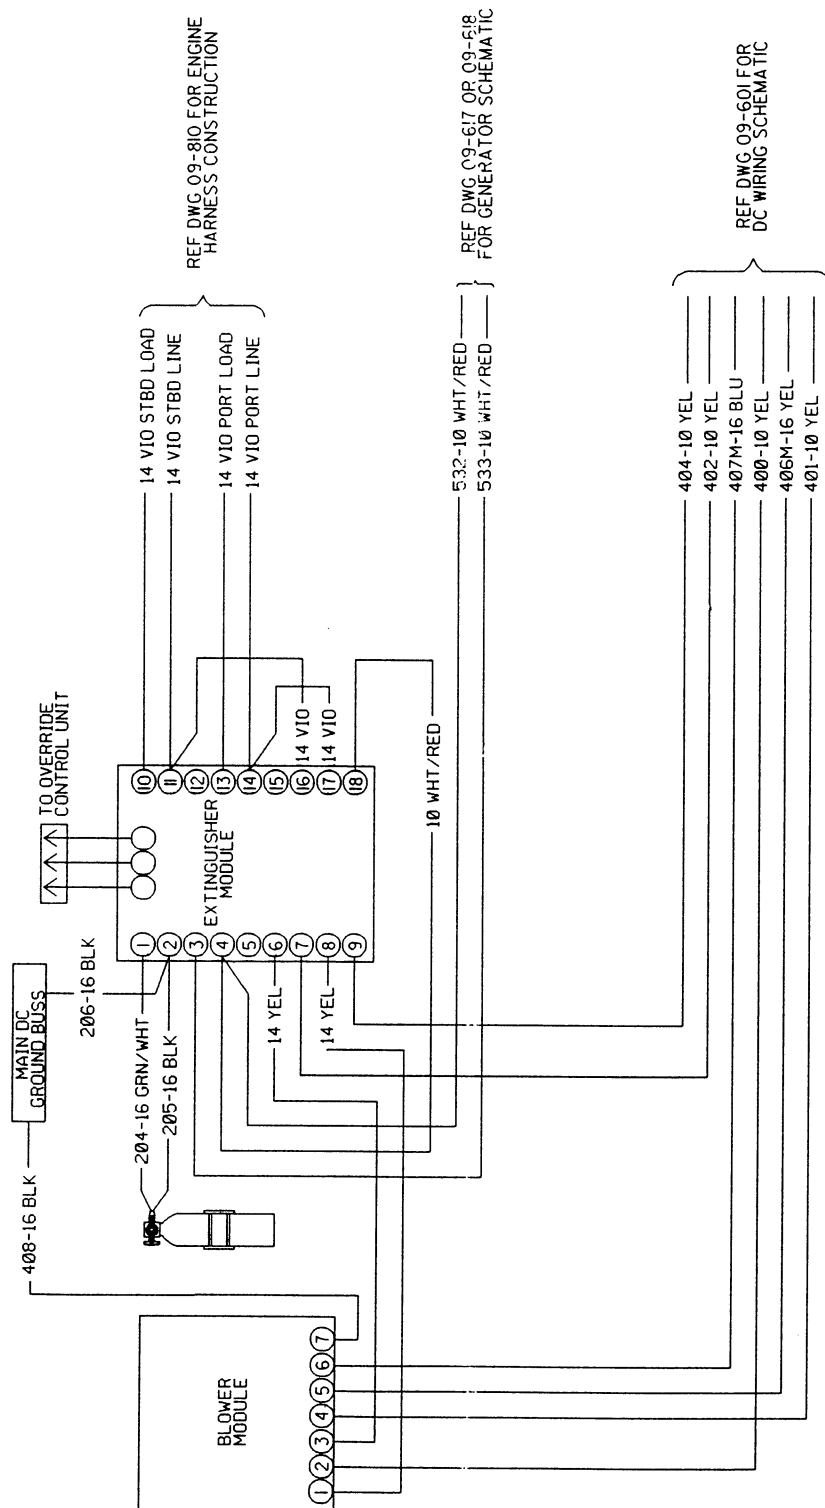 REF DWG 09-810 FOR ENGINE
HARNESS CONSTRUCTION
REF DWG 09-617 OR 09-618
FOR GENERATOR SCHEMATIC
REF DWG 09-601 FOR
DC WIRING SCHEMATIC
14 VIO STBD LOAD
14 VIO STBD LINE
14 VIO PORT LOAD
14 VIO PORT LINE
532-10 WHT/RED
533-10 WHT/RED
404-10 YEL
402-10 YEL
407M-16 BLU
400-10 YEL
406M-16 YEL
401-10 YEL
TO OVERRIDE
CONTROL UNIT
14 VIO
14 VIO
10 WHT/RED
10
11
12
13
14
15
16
17
18
EXTINGUISHER
MODULE
1
2
3
4
5
6
7
8
9
MAIN DC
GROUND BUSS
206-16 BLK
204-16 GRN/WHT
205-16 BLK
14 YEL
14 YEL
408-16 BLK
BLOWER
MODULE
7
6
5
4
3
2
1